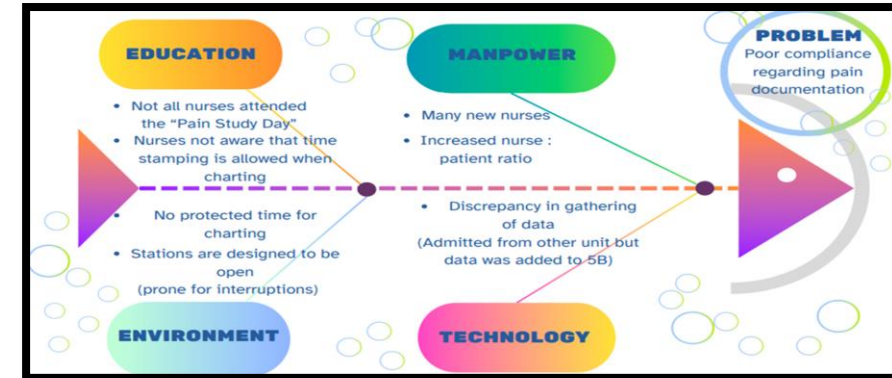 EDUCATION
• Not all nurses attended
the “Pain Study Day”
• Nurses not aware that time
stamping is allowed when
charting
MANPOWER
• Many new nurses
• Increased nurse :
patient ratio
PROBLEM
Poor compliance
regarding pain
documentation
• No protected time for
charting
• Stations are designed to be
open
(prone for interruptions)
ENVIRONMENT
• Discrepancy in gathering
of data
(Admitted from other unit but
data was added to 5B)
TECHNOLOGY